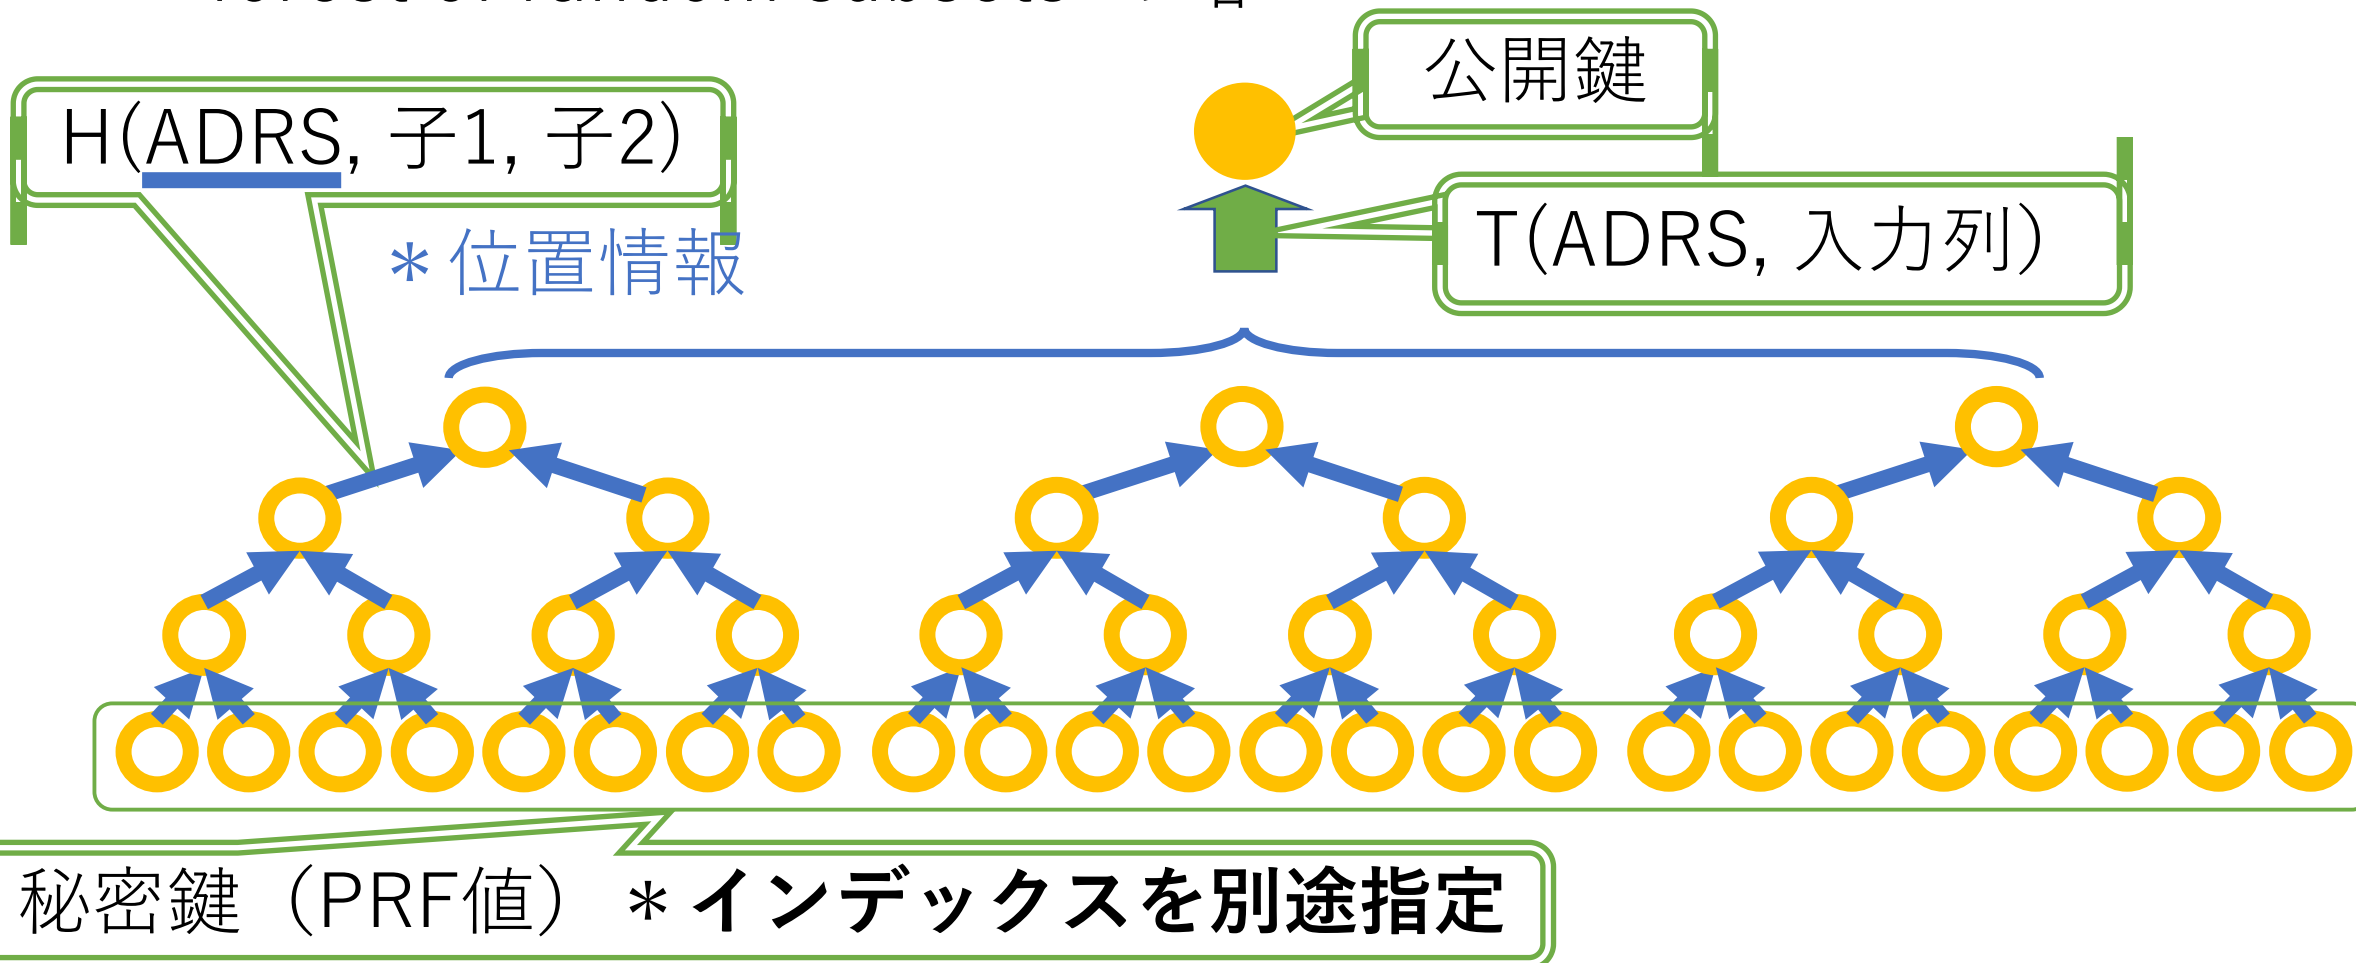 公開鍵
H(ADRS, 子1, 子2)
T(ADRS, 入力列)
＊位置情報
秘密鍵（PRF値）　＊インデックスを別途指定